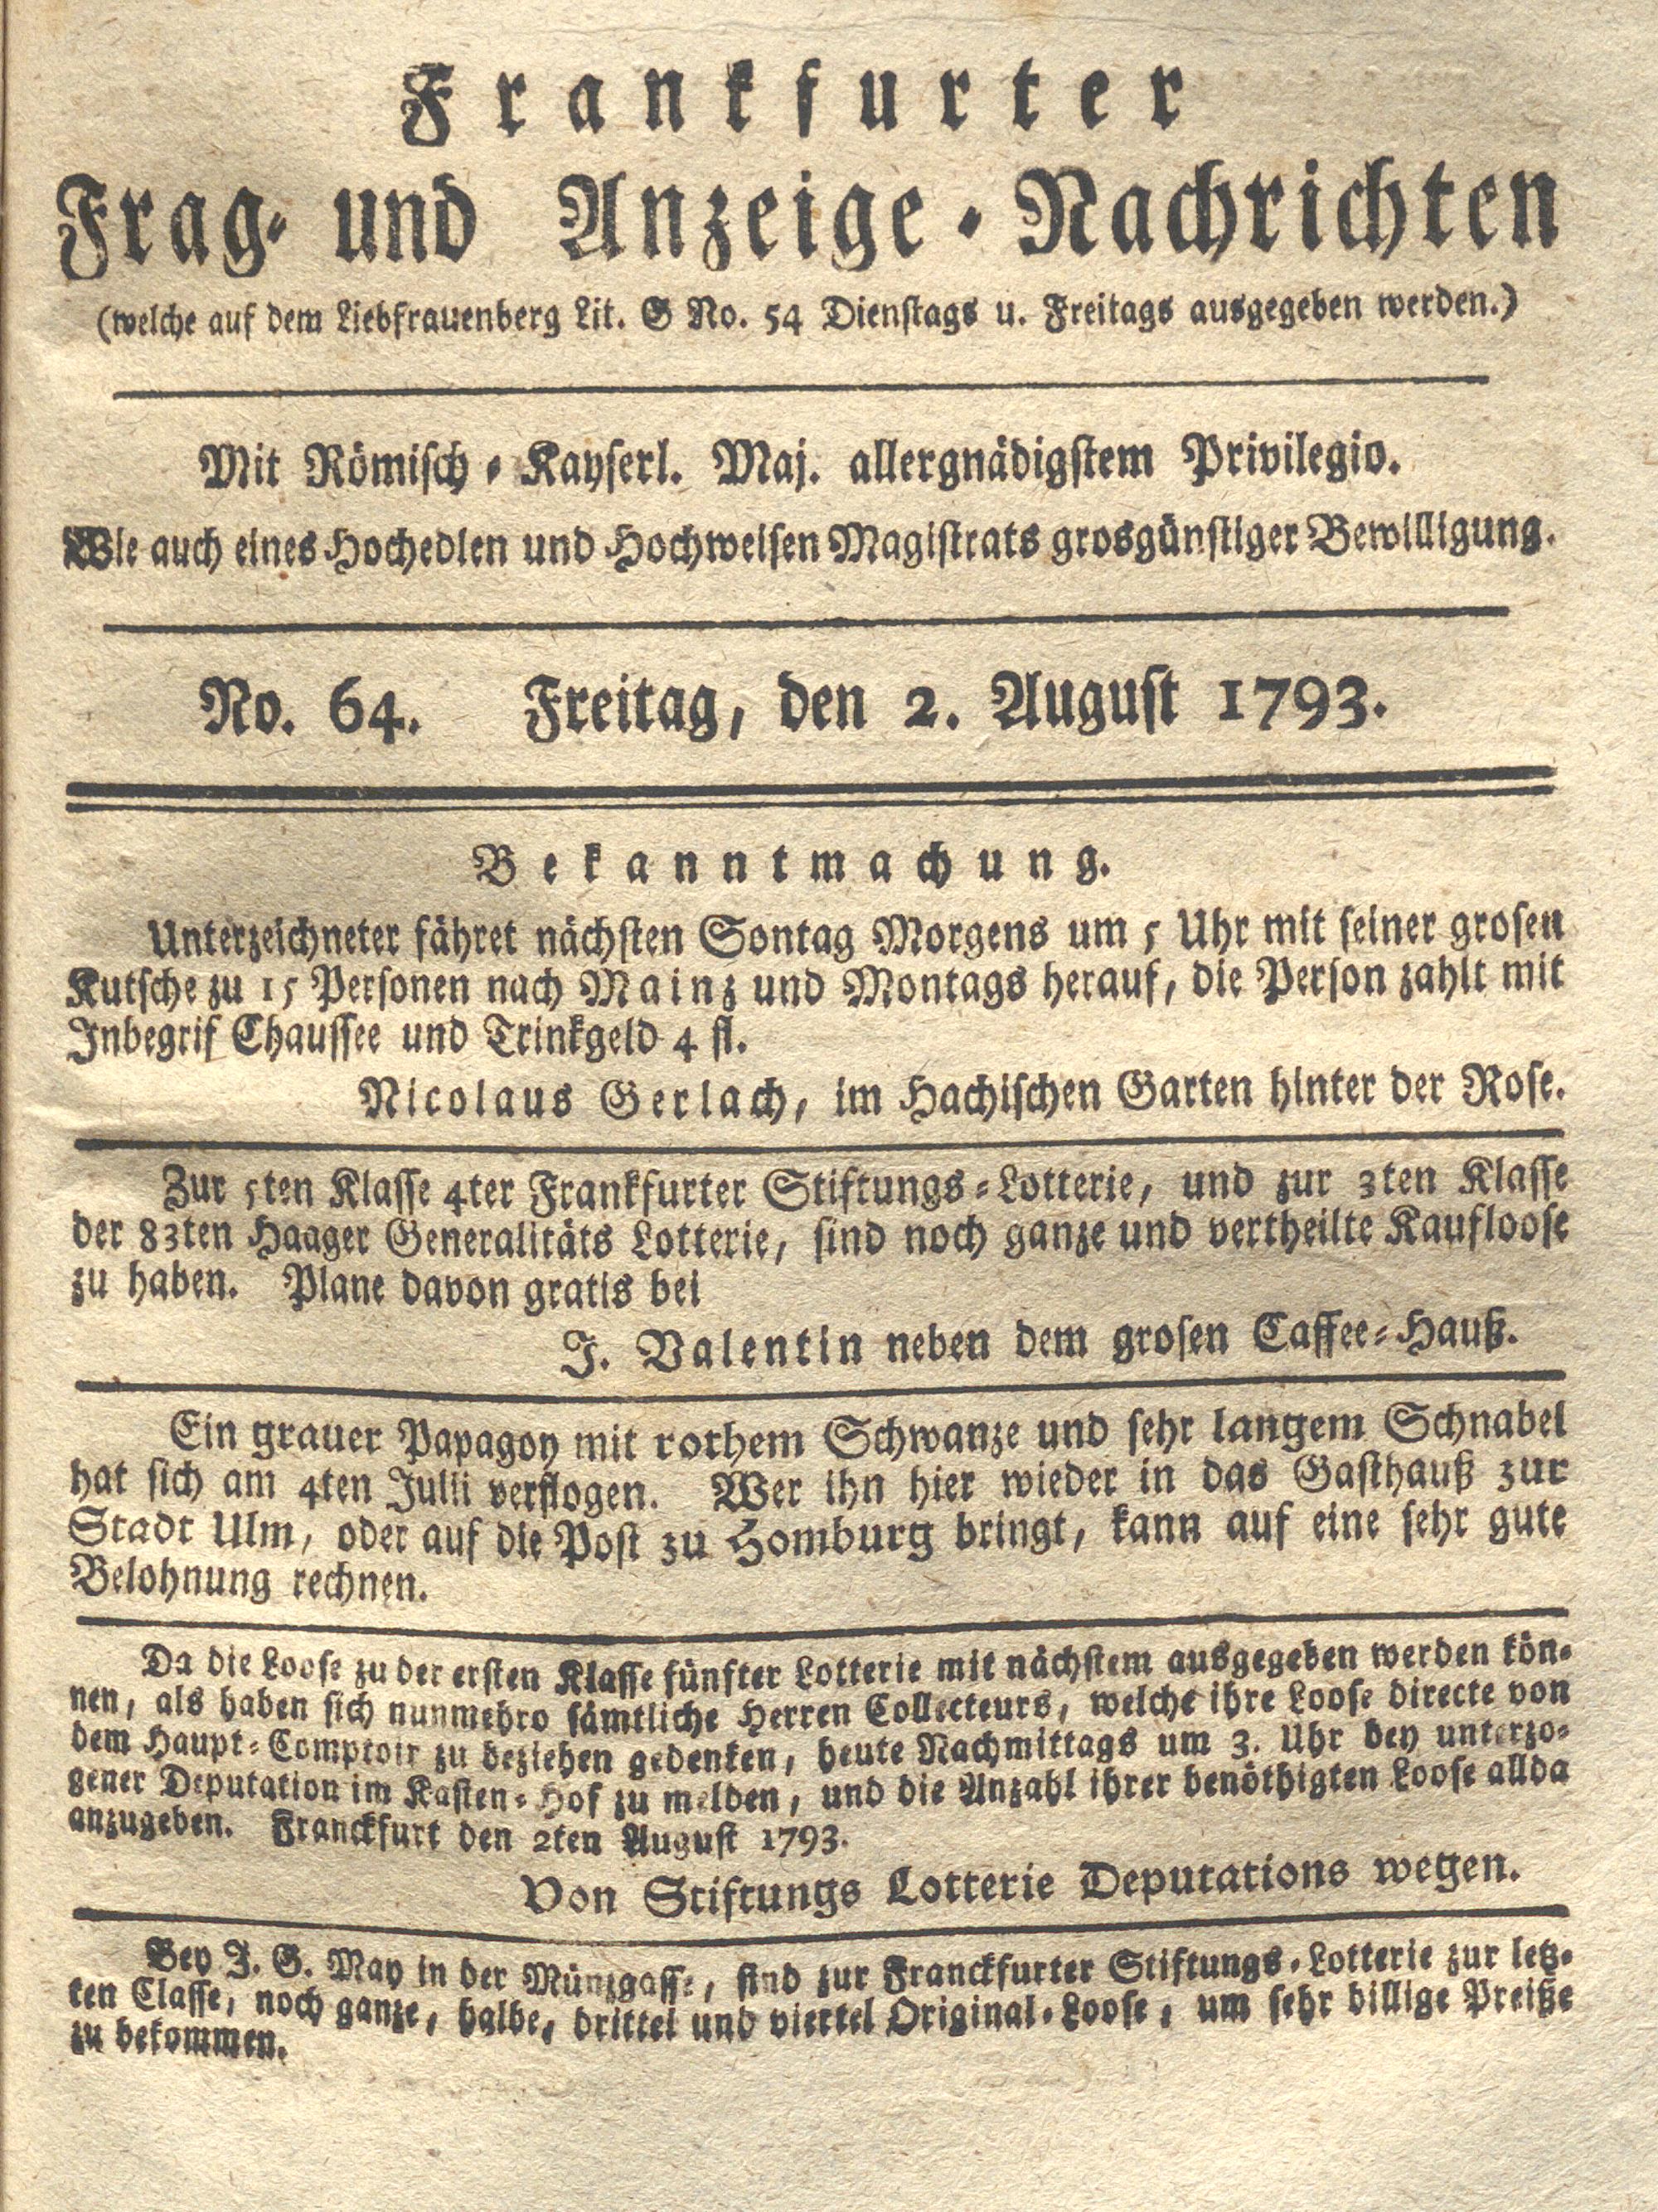 Frankfurter
Frag- und Anzeige-Nachrichten
(welche auf dem Liebfrauenberg Lit. G No. 54 Dienstags u. Freitags ausgegeben werden.)
Mit Römisch-Kayserl. Maj. allergnädigstem Privilegio.
Wie auch eines Hochedlen und Hochweisen Magistrats grosgünstiger Bewilligung.
No. 64. Freitag, den 2. August 1793.
Bekanntmachung.
Unterzeichneter fähret nächsten Sontag Morgens um 5 Uhr mit seiner grosen
Kutsche zu 15 Personen nach Mainz und Montags herauf, die Person zahlt mit
Inbegrif Chaussee und Trinkgeld 4 fl.
Nicolaus Gerlach, im Hachischen Garten hinter der Rose.
Zur 5ten Klasse 4ter Frankfurter Stiftungs-Lotterie, und zur 3ten Klasse
der 83ten Haager Generalitäts Lotterie, sind noch ganze und vertheilte Kaufloose
zu haben. Plane davon gratis bei
J. Valentin neben dem grosen Caffee-Hauß.
Ein grauer Papagoy mit rothem Schwanze und sehr langem Schnabel
hat sich am 4ten Julii verflogen. Wer ihn hier wieder in das Gasthauß zur
Stadt Ulm, oder auf die Post zu Homburg bringt, kann auf eine sehr gute
Belohnung rechnen.
Da die Loose zu der ersten Klasse fünfter Lotterie mit nächstem ausgegeben werden kön-
nen, als haben sich nunmehro sämtliche Herren Collecteurs, welche ihre Loose directe von
dem Haupt-Comptoir zu beziehen gedenken, heute Nachmittags um 3. Uhr bey unterzo-
gener Deputation im Kasten-Hof zu melden, und die Anzahl ihrer benöthigten Loose allda
anzugeben. Franckfurt den 2ten August 1793.
Von Stiftungs Lotterie Deputations wegen.
Bey J. G. May in der Münzgasse, sind zur Franckfurter Stiftungs-Lotterie zur letz-
ten Classe, noch ganze, halbe, drittel und viertel Original-Loose, um sehr billige Preiße
zu bekommen.